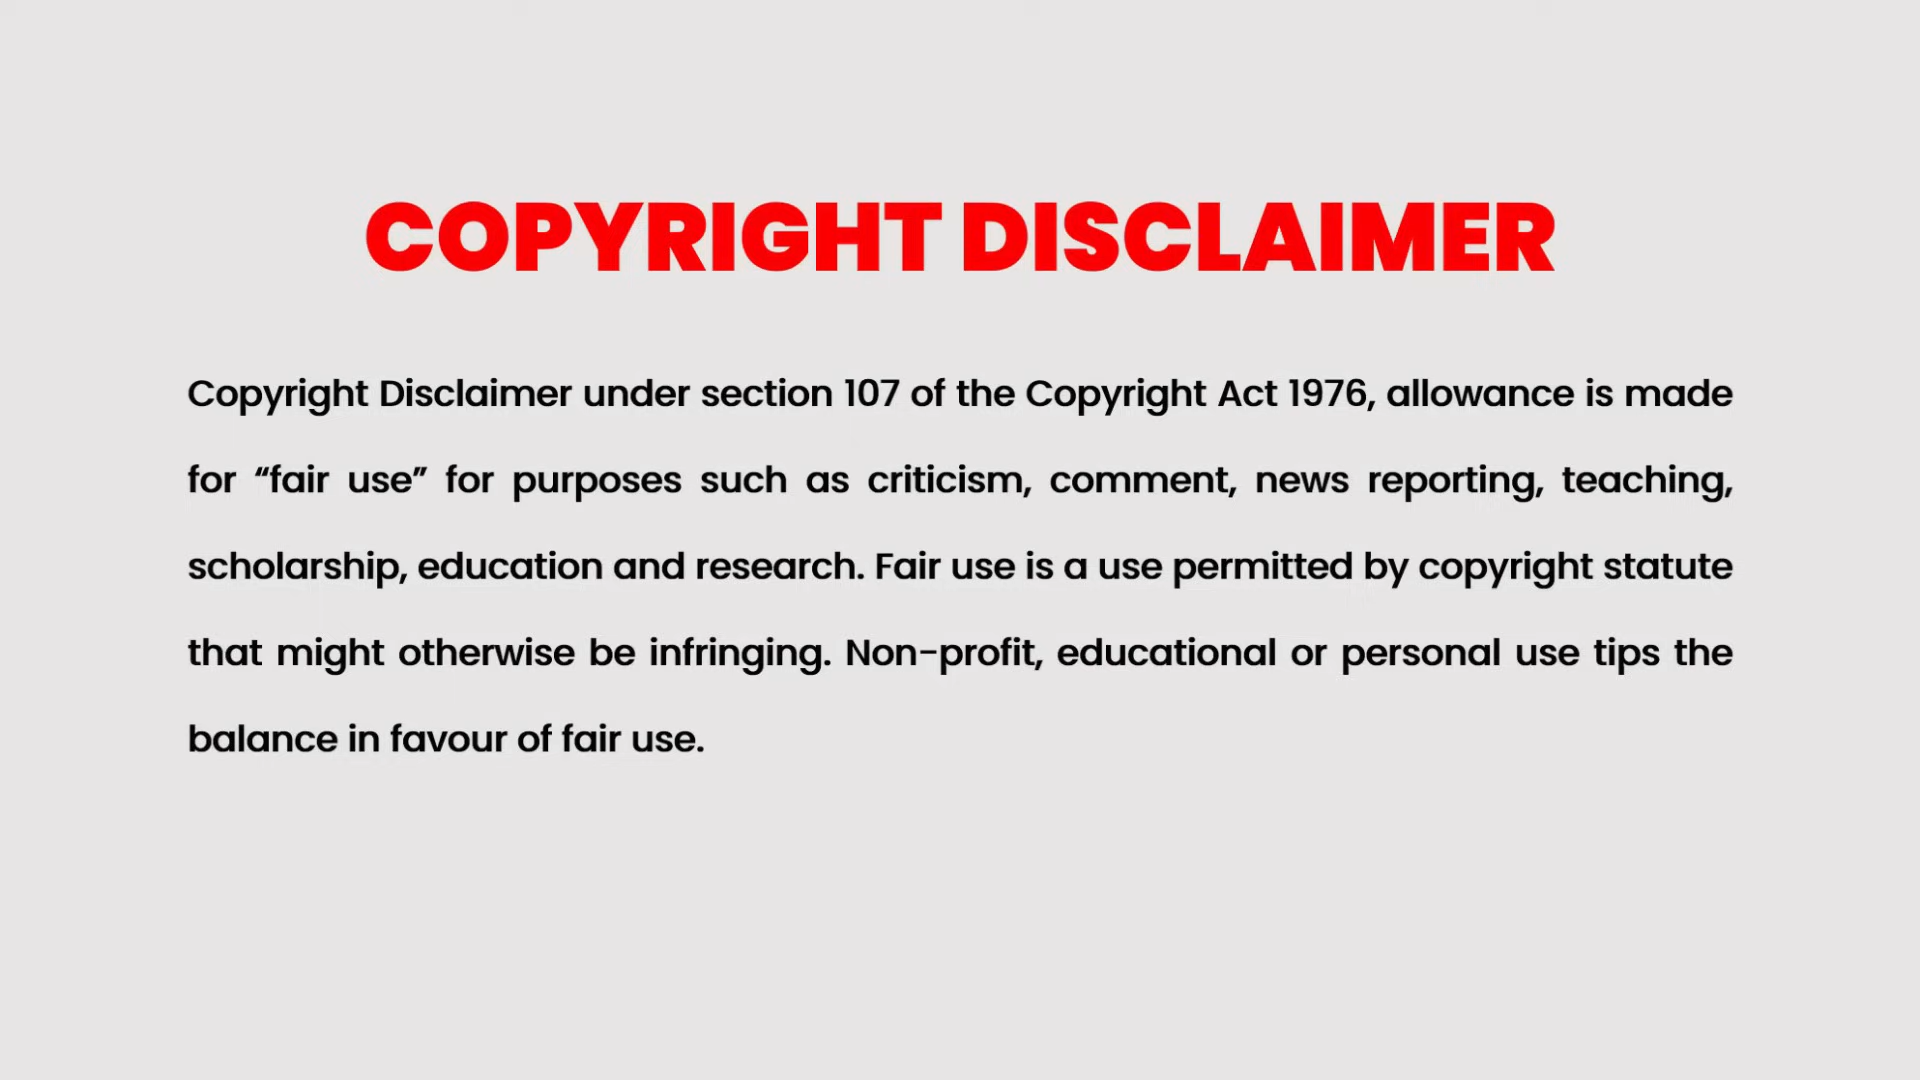 COPYRIGHT DISCLAIMER
Copyright Disclaimer under section 107 of the Copyright Act 1976, allowance is made
for “fair use” for purposes such as criticism, comment, news reporting, teaching,
scholarship, education and research. Fair use is a use permitted by copyright statute
that might otherwise be infringing. Non-profit, educational or personal use tips the
balance in favour of fair use.